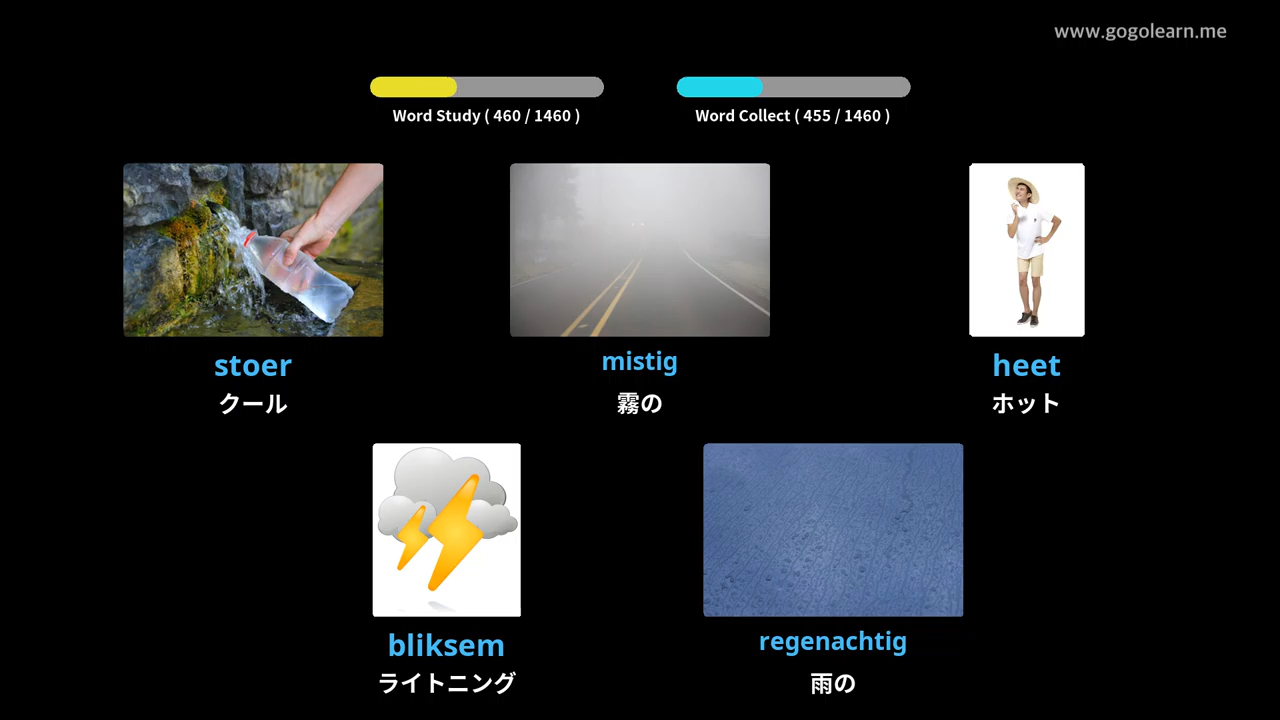 www.gogolearn.me
Word Study ( 460 / 1460 )
Word Collect ( 455 / 1460 )
stoer
クール
mistig
霧の
heet
ホット
bliksem
ライトニング
regenachtig
雨の